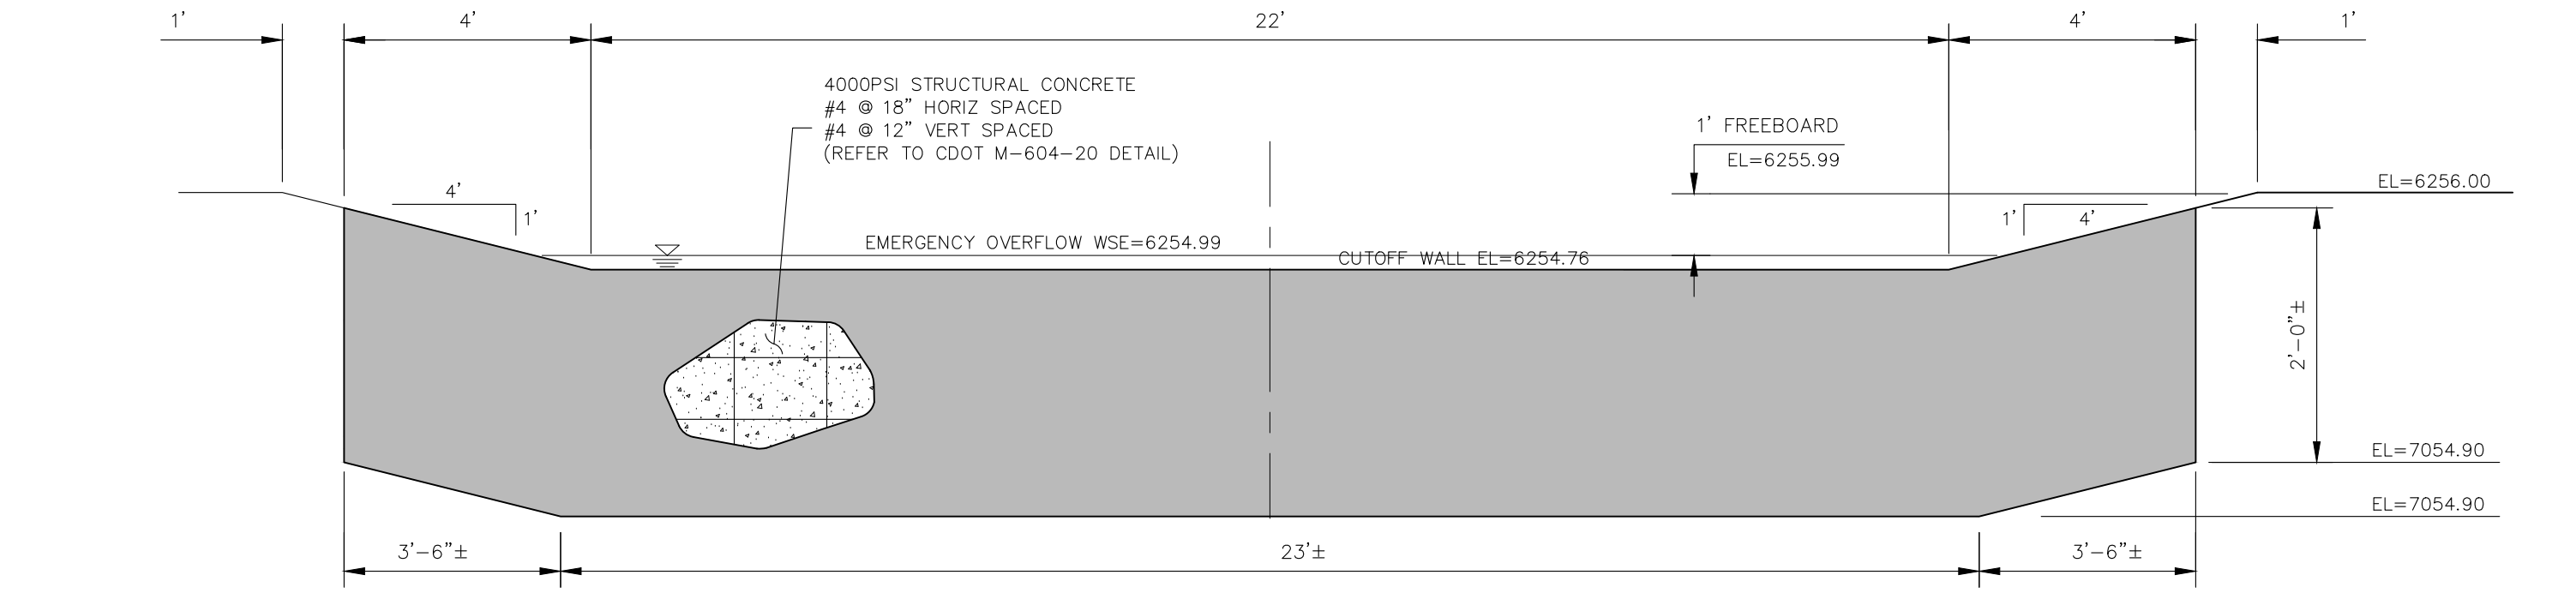 1' 4' 22' 4' 1'
4000PSI STRUCTURAL CONCRETE
#4 @ 18" HORIZ SPACED
#4 @ 12" VERT SPACED
(REFER TO CDOT M-604-20 DETAIL)
1' FREEBOARD
EL=6255.99
EL=6256.00
4'
1'
1'
4'
EMERGENCY OVERFLOW WSE=6254.99
CUTOFF WALL EL=6254.76
2'-0"±
EL=7054.90
EL=7054.90
3'-6"± 23'± 3'-6"±